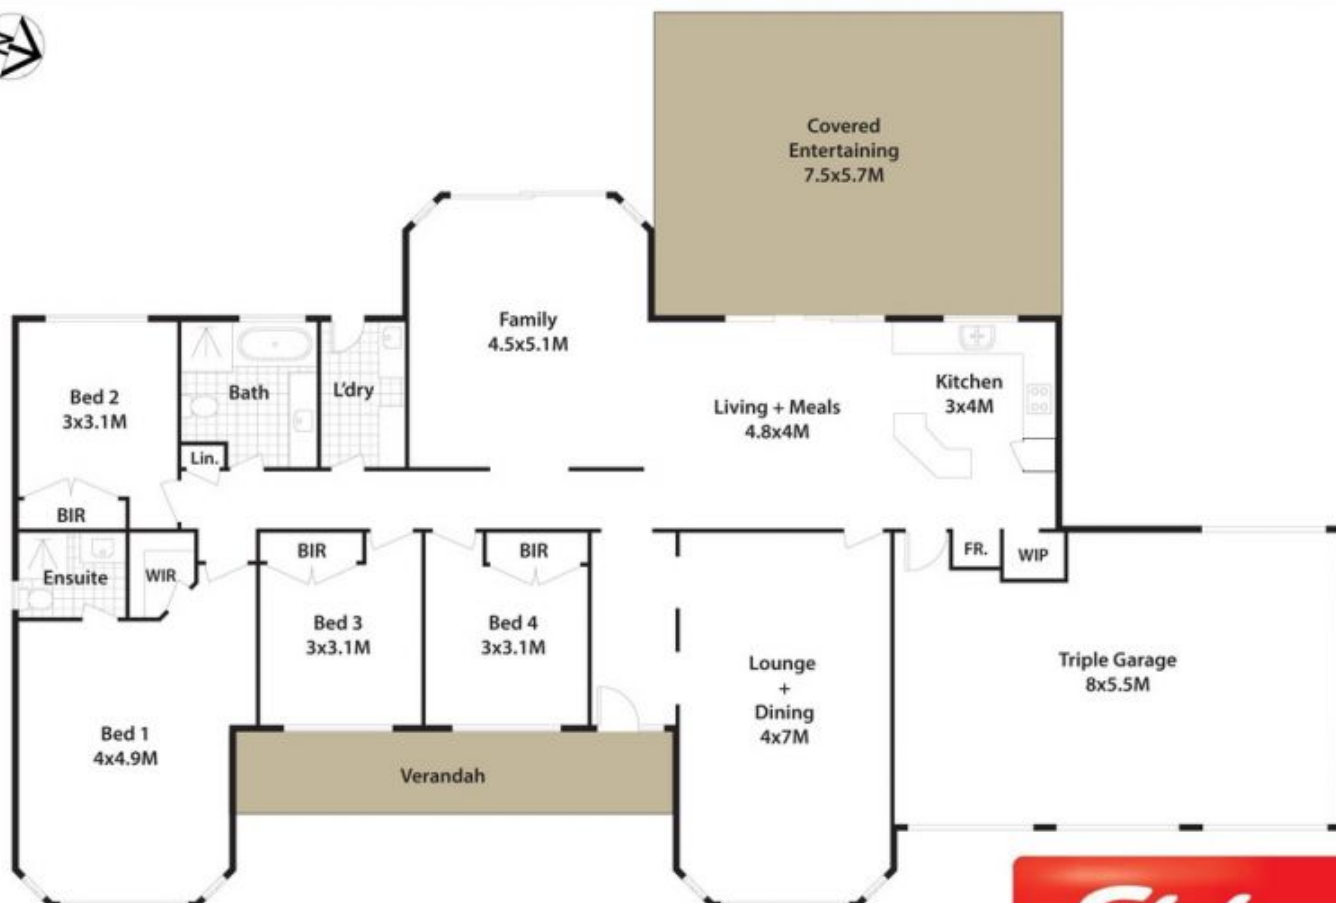 Covered
Entertaining
7.5x5.7M
Family
4.5x5.1M
Bed 2
3x3.1M
Bath
L'dry
Living + Meals
4.8x4M
Kitchen
3x4M
Lin.
BIR
Ensuite
WIR
BIR
BIR
FR.
WIP
Bed 3
3x3.1M
Bed 4
3x3.1M
Lounge
+
Dining
4x7M
Triple Garage
8x5.5M
Bed 1
4x4.9M
Verandah